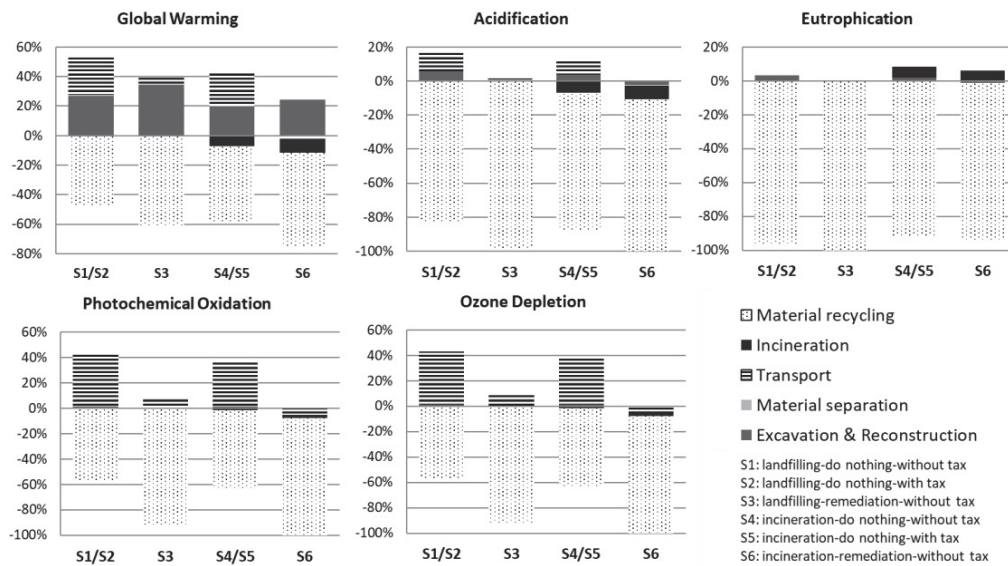 Global Warming
60%
40%
20%
0%
20%
40%
60%
80%
S1/S2 S3 S4/S5 S6
Acidification
20%
0%
-20%
-40%
-60%
-80%
-100%
S1/S2 S3 S4/S5 S6
Eutrophication
20%
0%
-20%
-40%
-60%
-80%
-100%
S1/S2 S3 S4/S5 S6
Photochemical Oxidation
60%
40%
20%
0%
-20%
-40%
-60%
-80%
-100%
S1/S2 S3 S4/S5 S6
Ozone Depletion
60%
40%
20%
0%
-20%
-40%
-60%
-80%
-100%
S1/S2 S3 S4/S5 S6
Material recycling
Incineration
Transport
Material separation
Excavation & Reconstruction
S1: landfilling-do nothing-without tax
S2: landfilling-do nothing-with tax
S3: landfilling-remediation-without tax
S4: incineration-do nothing-without tax
S5: incineration-do nothing-with tax
S6: incineration-remediation-without tax